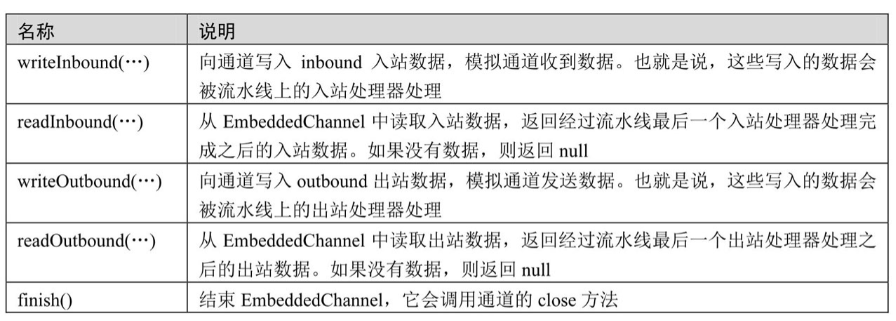 名称 说明
writeInbound(⋯) 向通道写入 inbound 入站数据，模拟通道收到数据。也就是说，这些写入的数据会
被流水线上的入站处理器处理
readInbound(⋯) 从 EmbeddedChannel 中读取入站数据，返回经过流水线最后一个入站处理器处理完
成之后的入站数据。如果没有数据，则返回 null
writeOutbound(⋯) 向通道写入 outbound 出站数据，模拟通道发送数据。也就是说，这些写入的数据会
被流水线上的出站处理器处理
readOutbound(⋯) 从 EmbeddedChannel 中读取出站数据，返回经过流水线最后一个出站处理器处理之
后的出站数据。如果没有数据，则返回 null
finish() 结束 EmbeddedChannel，它会调用通道的 close 方法